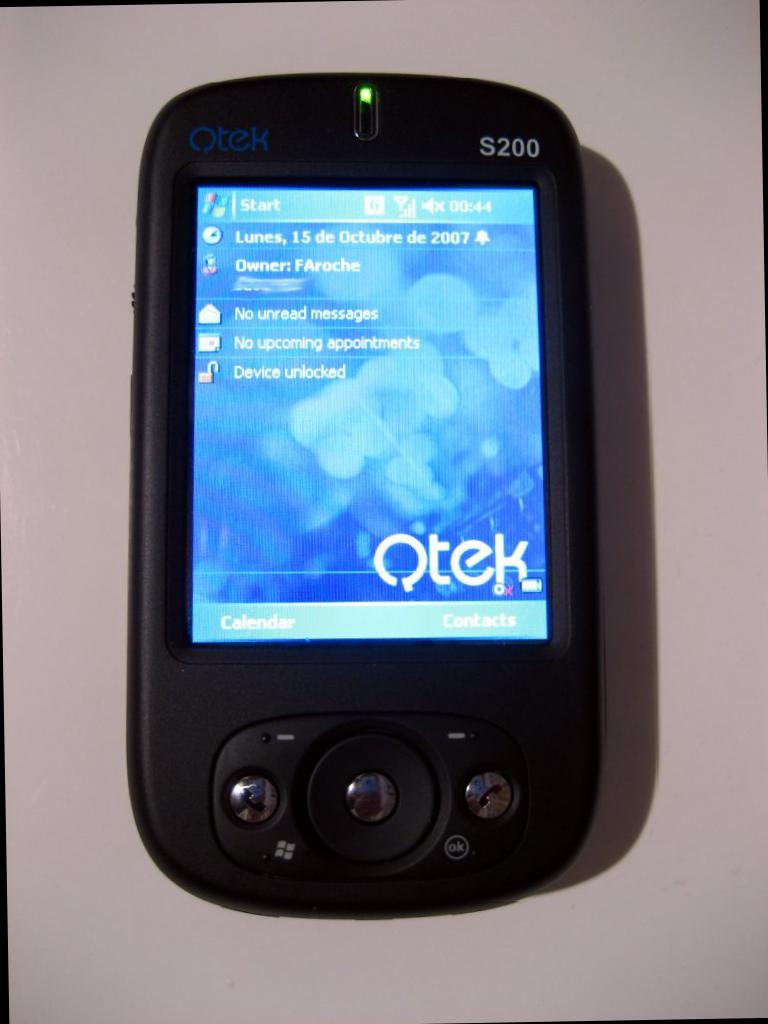 Qtek
S200
Start
G
00:44
Lunes, 15 de Octubre de 2007
Owner: FAroche
No unread messages
No upcoming appointments
Device unlocked
Qtek
Calendar Contacts
ok